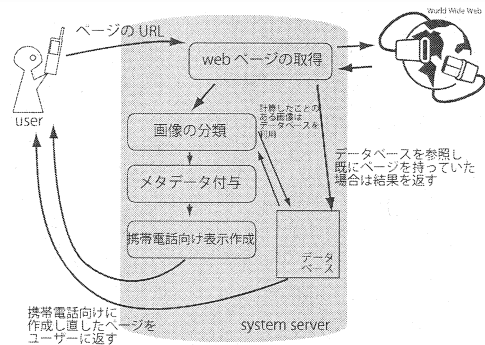 World Wide Web
ページのURL
webページの取得
user
計算したことの
ある画像は
データベースを
利用
画像の分類
データベースを参照し
既にページを持っていた
場合は結果を返す
メタデータ付与
携帯電話向け表示作成
データ
ベース
携帯電話向けに
作成し直したページを
ユーザーに返す
system server